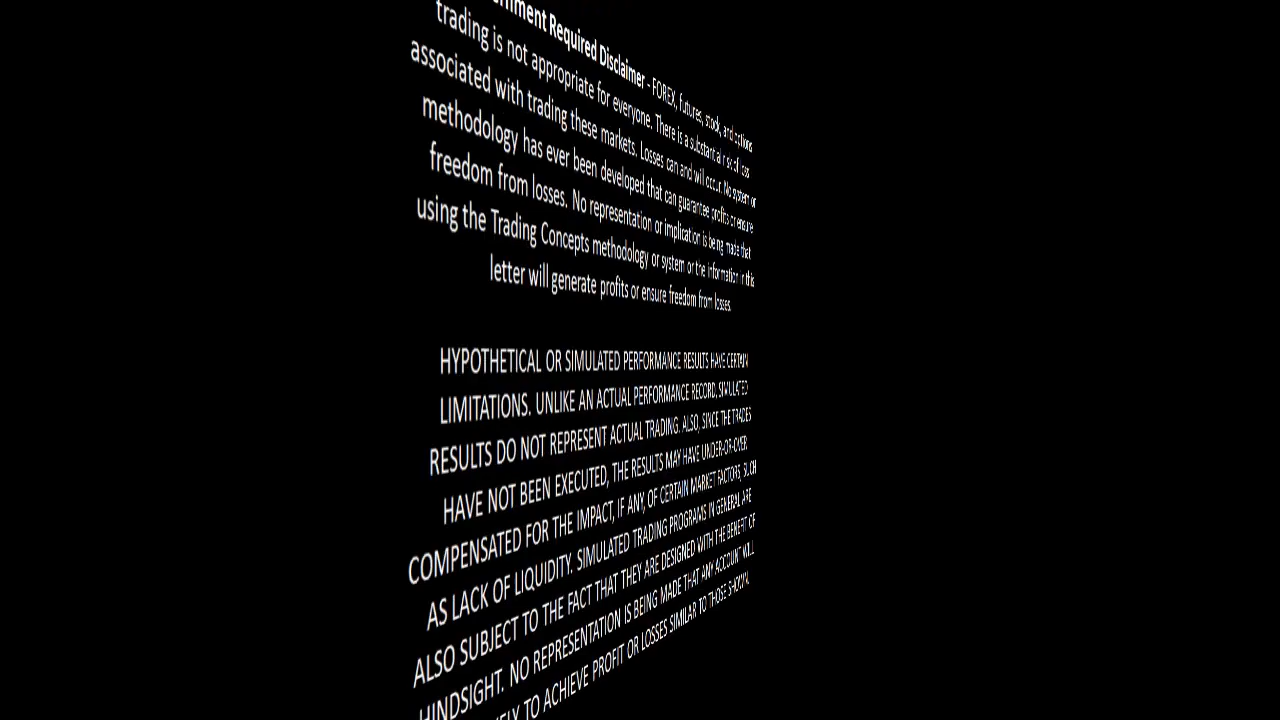 Required Disclaimer - FOREX, futures, stock, and options
trading is not appropriate for everyone. There is a substantial risk of loss
associated with trading these markets. Losses can and will occur. No system or
methodology has ever been developed that can guarantee profits or ensure
freedom from losses. No representation or implication is being made that
using the Trading Concepts methodology or system or the information in this
letter will generate profits or ensure freedom from losses.
HYPOTHETICAL OR SIMULATED PERFORMANCE RESULTS HAVE CERTAIN
LIMITATIONS. UNLIKE AN ACTUAL PERFORMANCE RECORD, SIMULATED
RESULTS DO NOT REPRESENT ACTUAL TRADING. ALSO, SINCE THE TRADES
HAVE NOT BEEN EXECUTED, THE RESULTS MAY HAVE UNDER-OR-OVER
COMPENSATED FOR THE IMPACT, IF ANY, OF CERTAIN MARKET FACTORS, SUCH
AS LACK OF LIQUIDITY. SIMULATED TRADING PROGRAMS IN GENERAL ARE
ALSO SUBJECT TO THE FACT THAT THEY ARE DESIGNED WITH THE BENEFIT OF
HINDSIGHT. NO REPRESENTATION IS BEING MADE THAT ANY ACCOUNT WILL
TO ACHIEVE PROFIT OR LOSSES SIMILAR TO THOSE SHOWN.